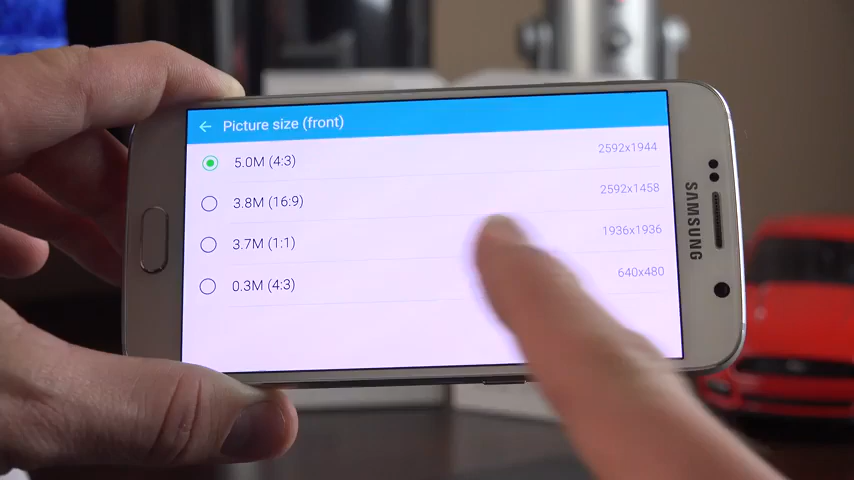 Picture size (front)
5.0M (4:3) 2592x1944
3.8M (16:9) 2592x1458
3.7M (1:1) 1936x1936
0.3M (4:3) 640x480
SAMSUNG